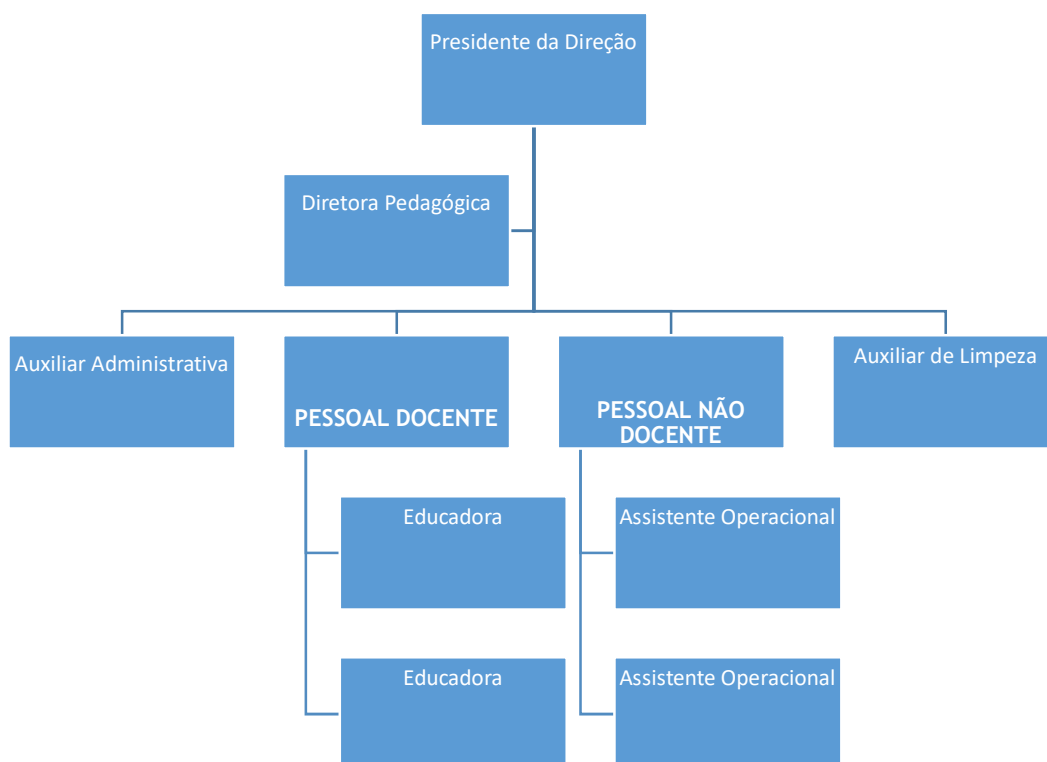 Presidente da Direção
Diretora Pedagógica
Auxiliar Administrativa
PESSOAL DOCENTE
PESSOAL NÃO
DOCENTE
Auxiliar de Limpeza
Educadora
Assistente Operacional
Educadora
Assistente Operacional